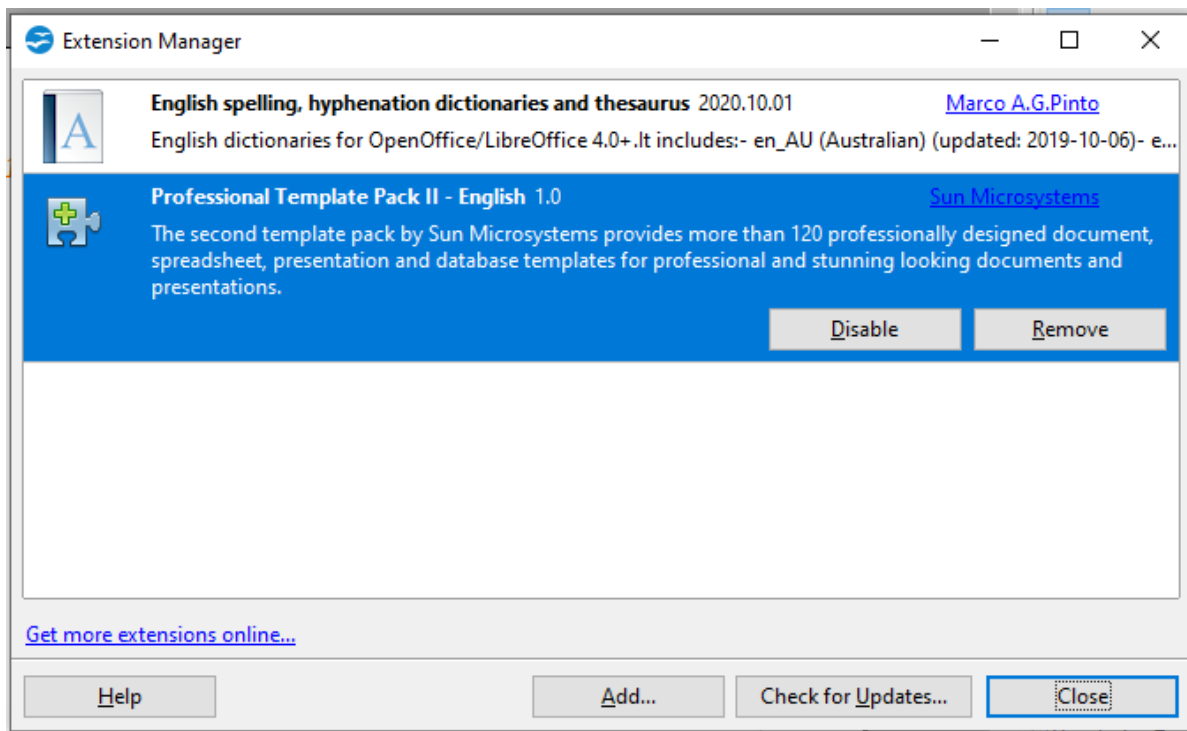 Extension Manager
English spelling, hyphenation dictionaries and thesaurus 2020.10.01 Marco A.G.Pinto
English dictionaries for OpenOffice/LibreOffice 4.0+.It includes:- en_AU (Australian) (updated: 2019-10-06)- e...
Professional Template Pack II - English 1.0 Sun Microsystems
The second template pack by Sun Microsystems provides more than 120 professionally designed document,
spreadsheet, presentation and database templates for professional and stunning looking documents and
presentations.
Disable Remove
Get more extensions online...
Help Add... Check for Updates... Close